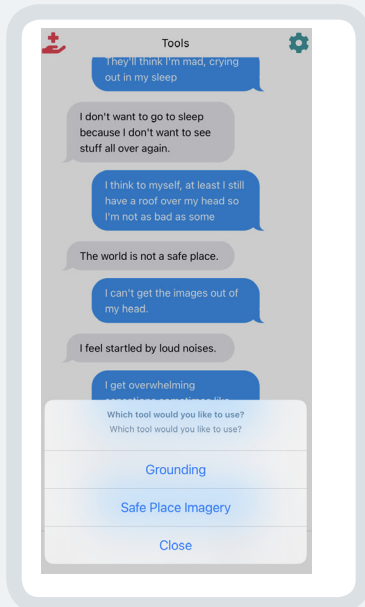 Tools
They'll think I'm mad, crying
out in my sleep
I don't want to go to sleep
because I don't want to see
stuff all over again.
I think to myself, at least I still
have a roof over my head so
I'm not as bad as some
The world is not a safe place.
I can't get the images out of
my head.
I feel startled by loud noises.
I get overwhelming
sensations sometimes like
Which tool would you like to use?
Which tool would you like to use?
Grounding
Safe Place Imagery
Close